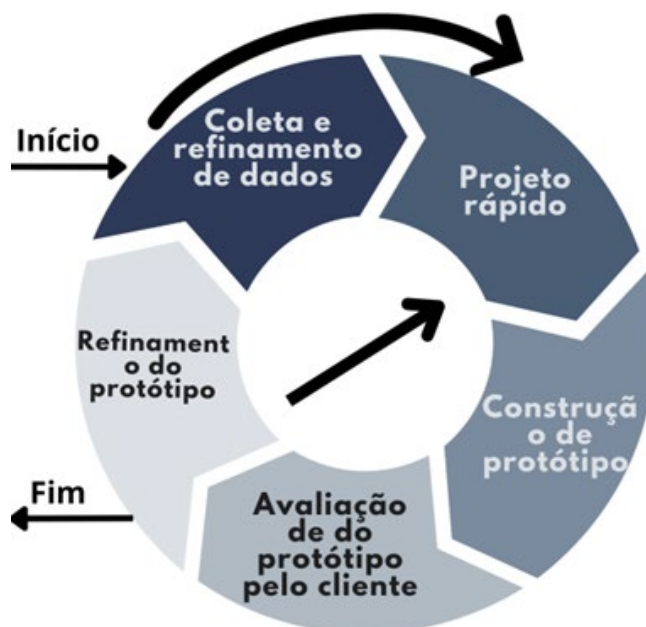 Início
Coleta e
refinamento
de dados
Projeto
rápido
Construçã
o de
protótipo
Avaliação
de do
protótipo
pelo cliente
Refinament
o do
protótipo
Fim